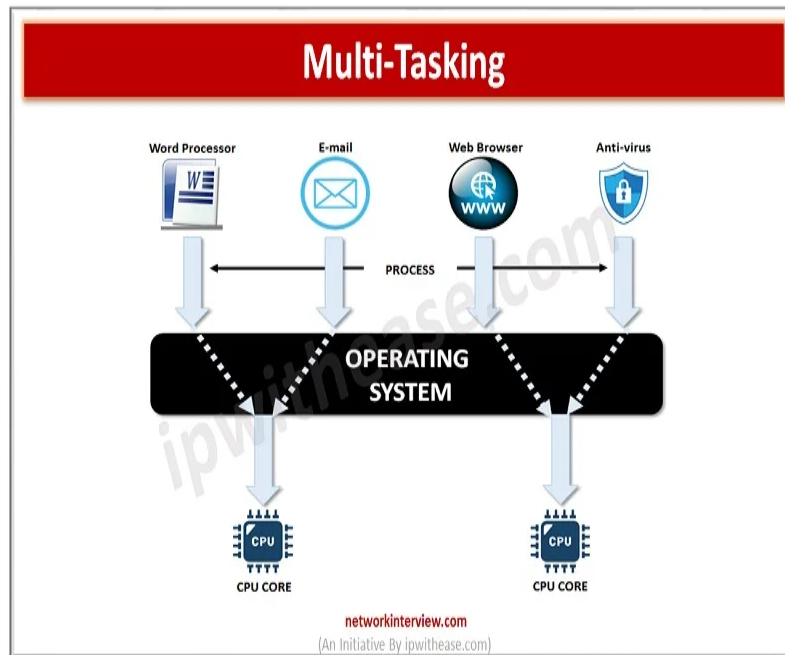 Multi-Tasking
Word Processor E-mail Web Browser Anti-virus
W
WWW
PROCESS
OPERATING
SYSTEM
ipwithease.com
CPU CPU
CPU CORE CPU CORE
networkinterview.com
(An Initiative By ipwithease.com)